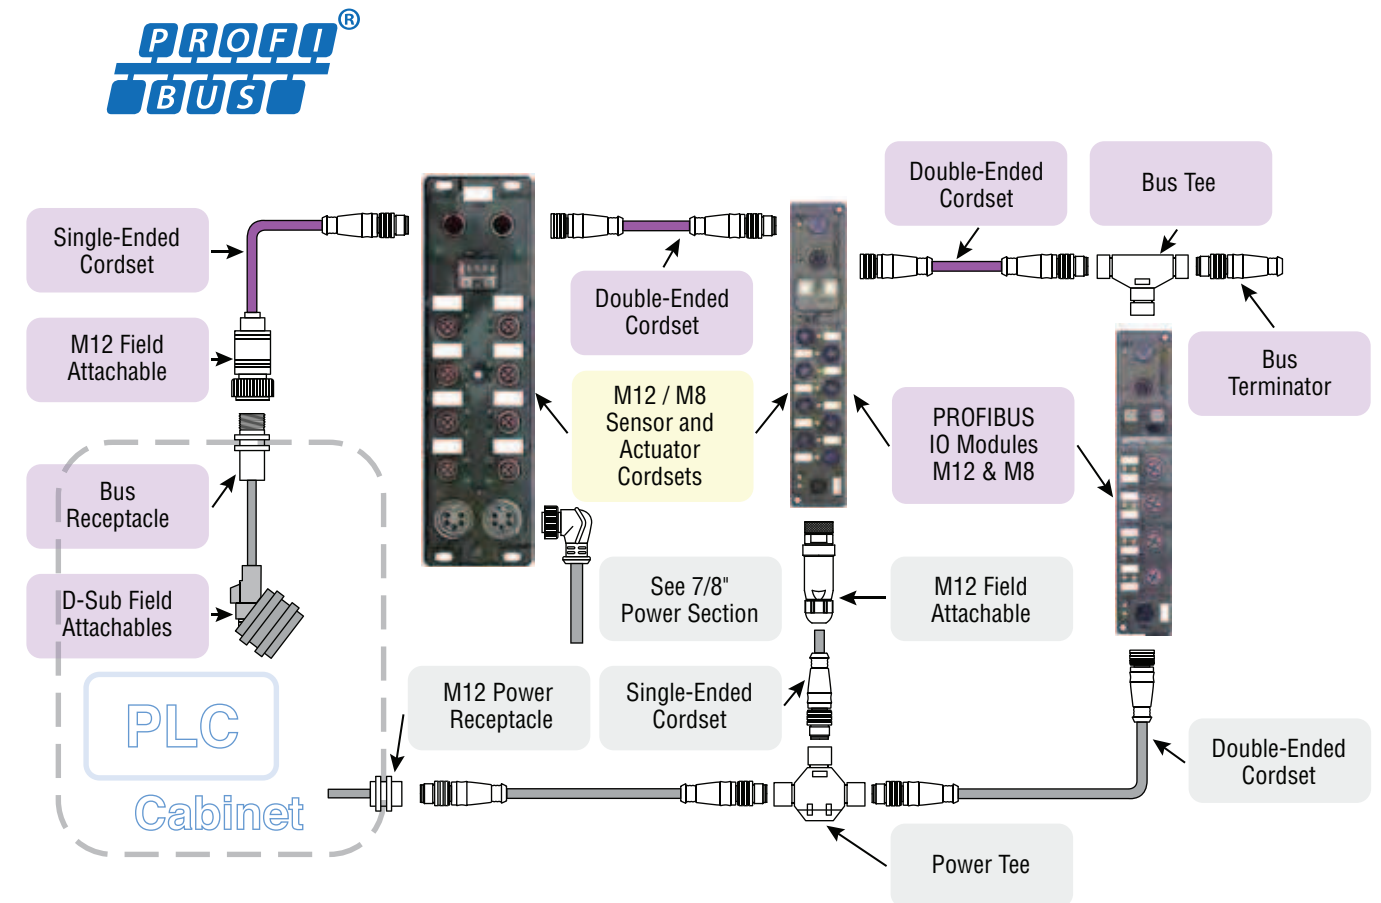 PROFI®
BUS
Double-Ended
Cordset
Bus Tee
Single-Ended
Cordset
Double-Ended
Cordset
M12 Field
Attachable
Bus
Terminator
M12 / M8
Sensor and
Actuator
Cordsets
PROFIBUS
IO Modules
M12 & M8
Bus
Receptacle
D-Sub Field
Attachables
See 7/8"
Power Section
M12 Field
Attachable
PLC
Cabinet
M12 Power
Receptacle
Single-Ended
Cordset
Double-Ended
Cordset
Power Tee